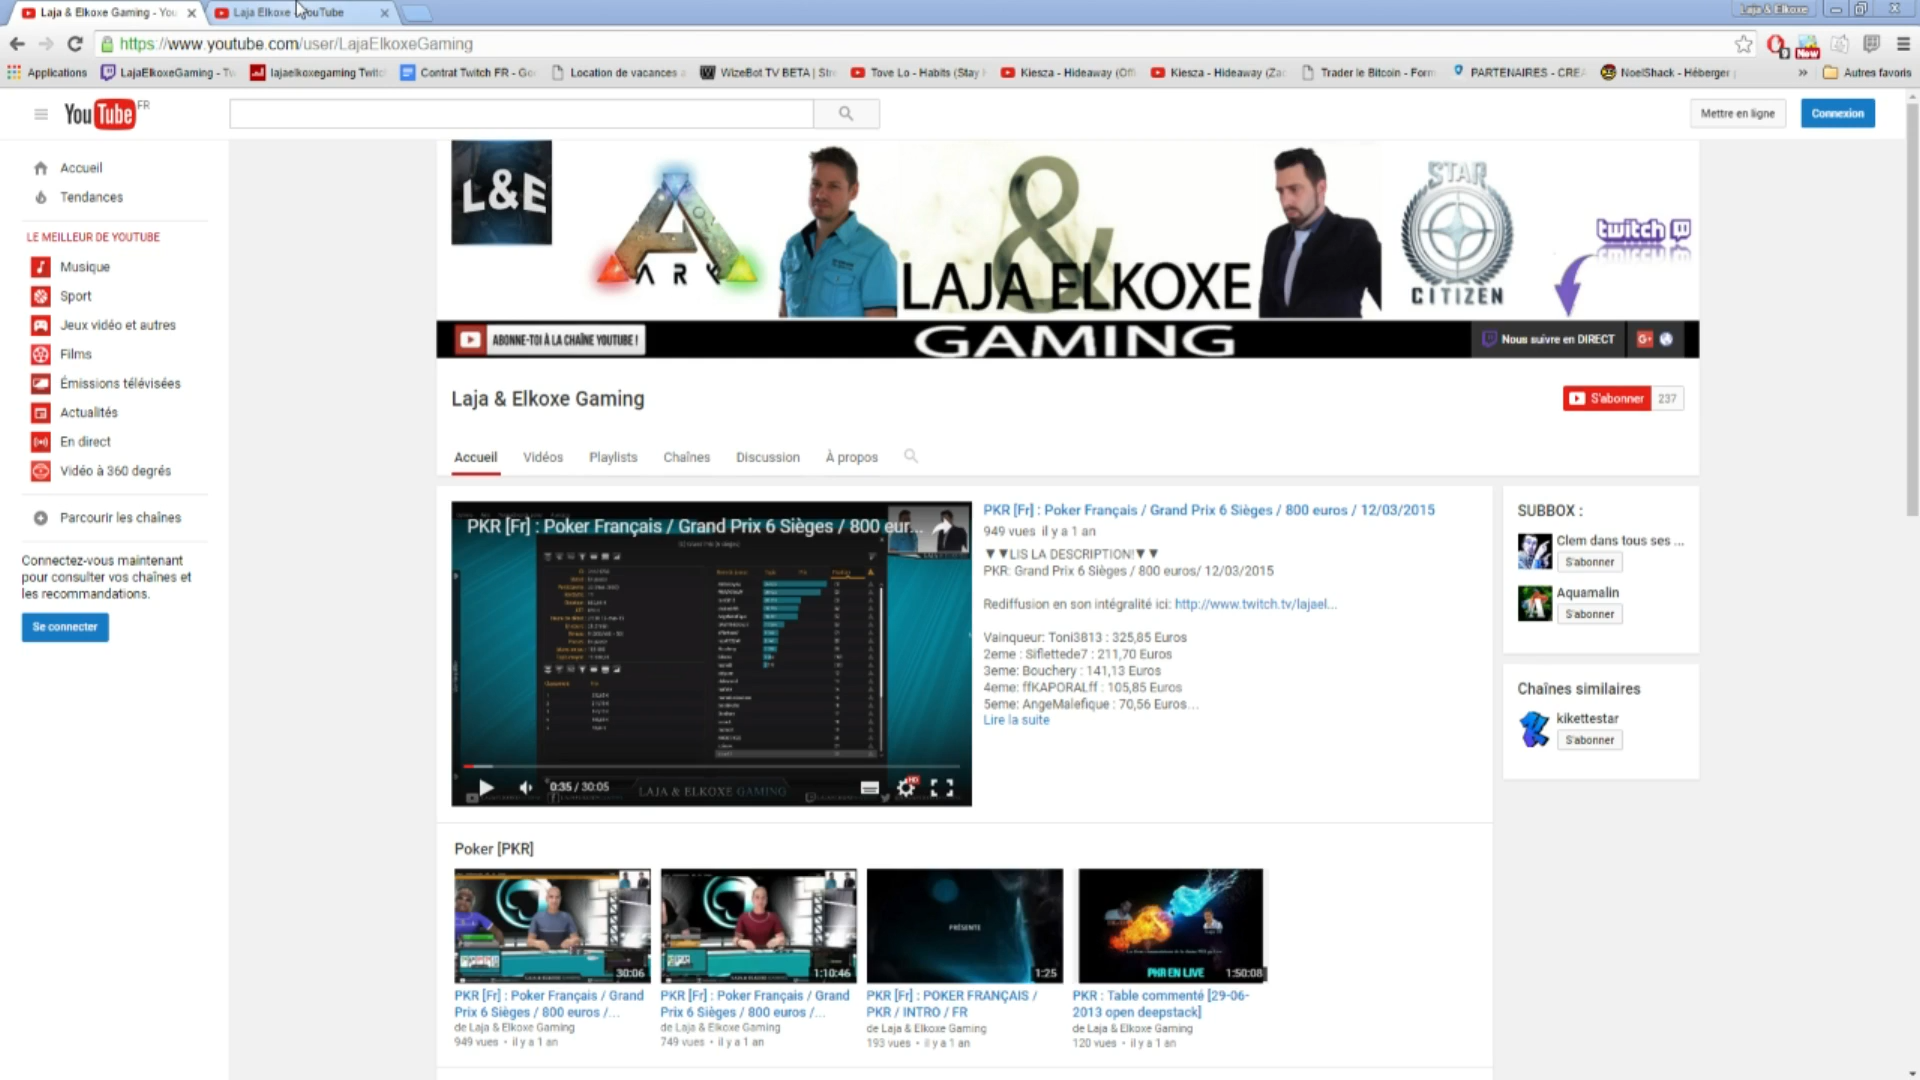 Laja & Elkoxe Gaming - You
Laja Elkoxe - YouTube
Laja & Elkoxe
https://www.youtube.com/user/LajaElkoxeGaming
New
Applications
LajaElkoxeGaming - Tw
lajaelkoxegaming Twitc
Contrat Twitch FR - Go
Location de vacances
WizeBot TV BETA | Str
Tove Lo - Habits (Stay
Kiesza - Hideaway (Off
Kiesza - Hideaway (Zac
Trader le Bitcoin - Form
PARTENAIRES - CREA
NoelShack - Héberger
»
Autres favoris
YouTube FR
Mettre en ligne
Connexion
Accueil
Tendances
LE MEILLEUR DE YOUTUBE
Musique
Sport
Jeux vidéo et autres
Films
Émissions télévisées
Actualités
En direct
Vidéo à 360 degrés
Parcourir les chaînes
Connectez-vous maintenant
pour consulter vos chaînes et
les recommandations.
Se connecter
L&E
ARK
&
LAJA ELKOXE
GAMING
STAR
CITIZEN
twitch
ABONNE-TOI À LA CHAÎNE YOUTUBE !
Nous suivre en DIRECT
G+
Laja & Elkoxe Gaming
S'abonner
237
Accueil
Vidéos
Playlists
Chaînes
Discussion
À propos
PKR [Fr] : Poker Français / Grand Prix 6 Sièges / 800 eur...
0:35 / 30:05
HD
LAJA & ELKOXE GAMING
PKR [Fr] : Poker Français / Grand Prix 6 Sièges / 800 euros / 12/03/2015
949 vues il y a 1 an
▼▼LIS LA DESCRIPTION!▼▼
PKR: Grand Prix 6 Sièges / 800 euros/ 12/03/2015
Rediffusion en son intégralité ici: http://www.twitch.tv/lajael...
Vainqueur: Toni3813 : 325,85 Euros
2eme : Siflettede7 : 211,70 Euros
3eme: Bouchery : 141,13 Euros
4eme: ffKAPORALff : 105,85 Euros
5eme: AngeMalefique : 70,56 Euros...
Lire la suite
SUBBOX :
Clem dans tous ses ...
S'abonner
Aquamalin
S'abonner
Chaînes similaires
kikettestar
S'abonner
Poker [PKR]
30:06
PKR [Fr] : Poker Français / Grand
Prix 6 Sièges / 800 euros /...
de Laja & Elkoxe Gaming
949 vues • il y a 1 an
1:10:46
PKR [Fr] : Poker Français / Grand
Prix 6 Sièges / 800 euros /...
de Laja & Elkoxe Gaming
749 vues • il y a 1 an
PRÉSENTE
1:25
PKR [Fr] : POKER FRANÇAIS /
PKR / INTRO / FR
de Laja & Elkoxe Gaming
193 vues • il y a 1 an
PKR EN LIVE
1:50:08
PKR : Table commenté [29-06-
2013 open deepstack]
de Laja & Elkoxe Gaming
120 vues • il y a 1 an